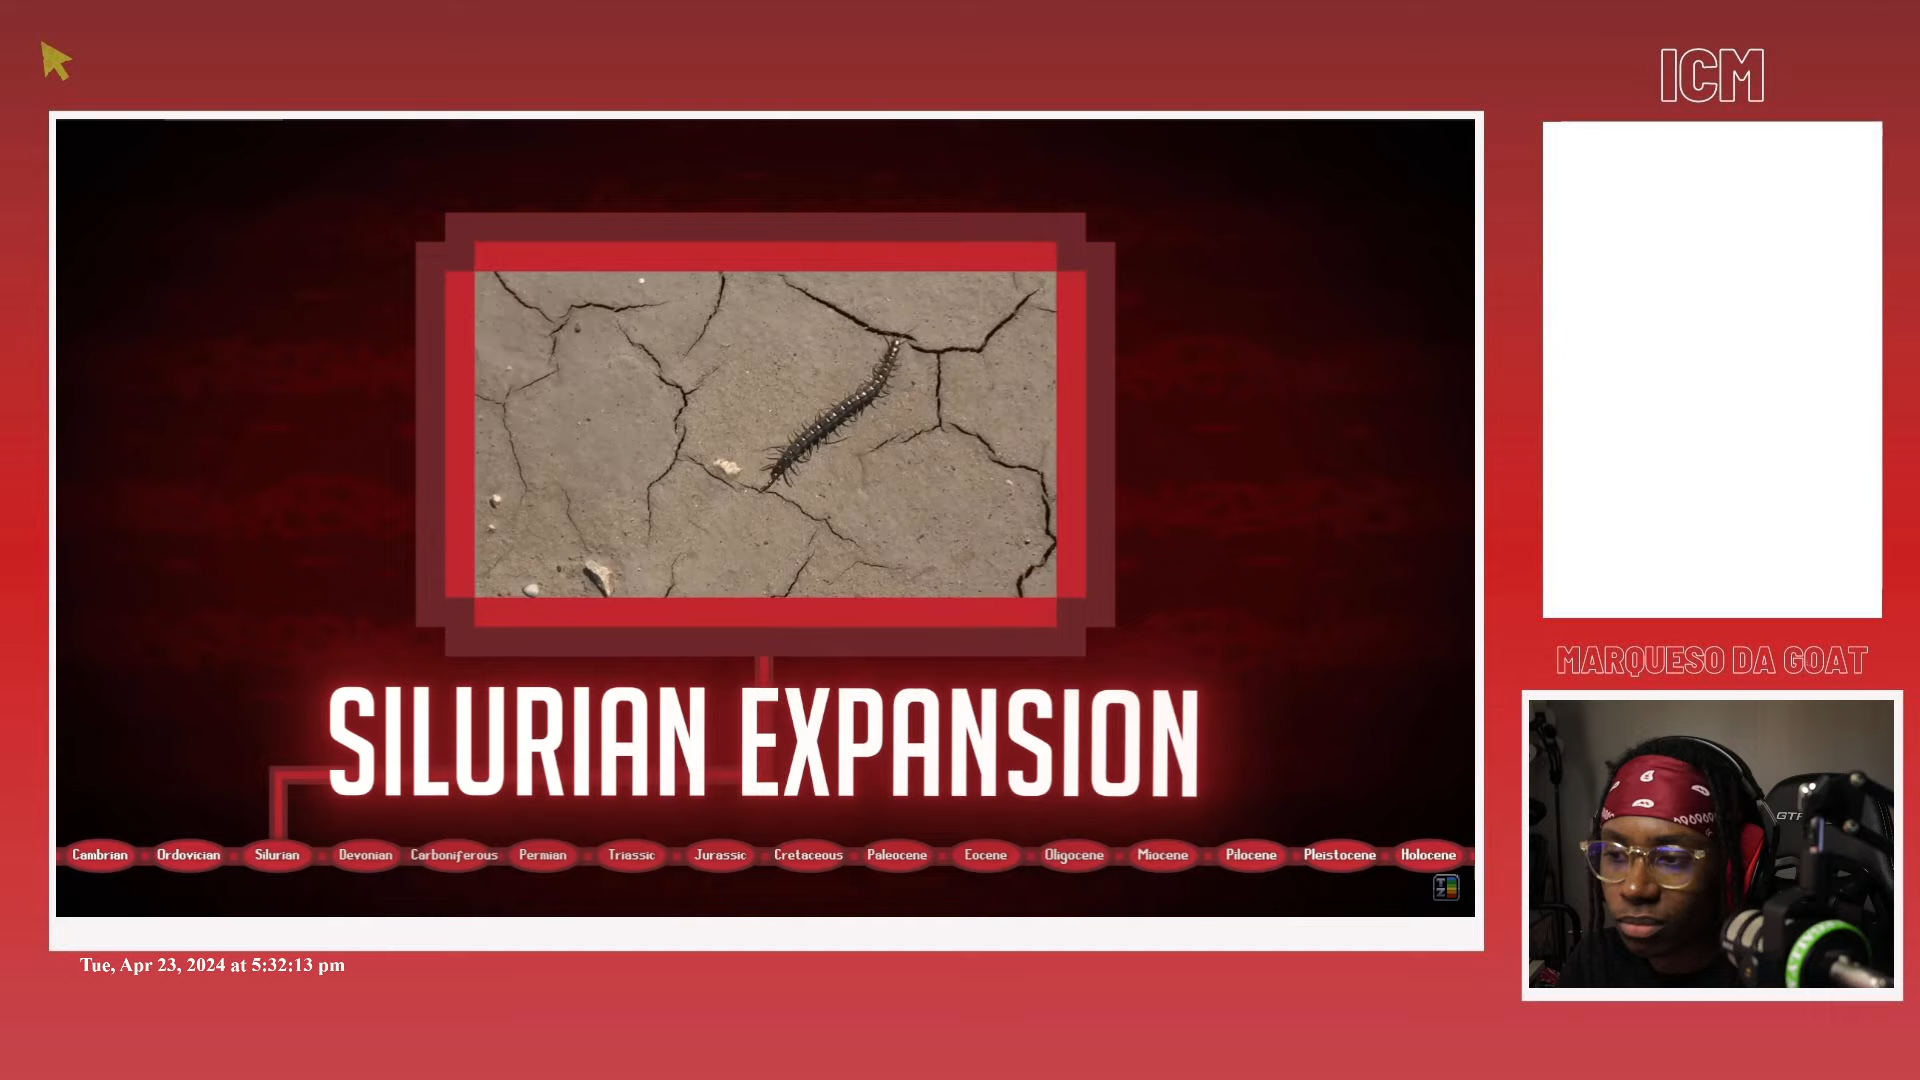 ICM
SILURIAN EXPANSION
Cambrian Ordovician Silurian Devonian Carboniferous Permian Triassic Jurassic Cretaceous Paleocene Eocene Oligocene Miocene Pilocene Pleistocene Holocene
TZ
Tue, Apr 23, 2024 at 5:32:13 pm
MARQUESO DA GOAT